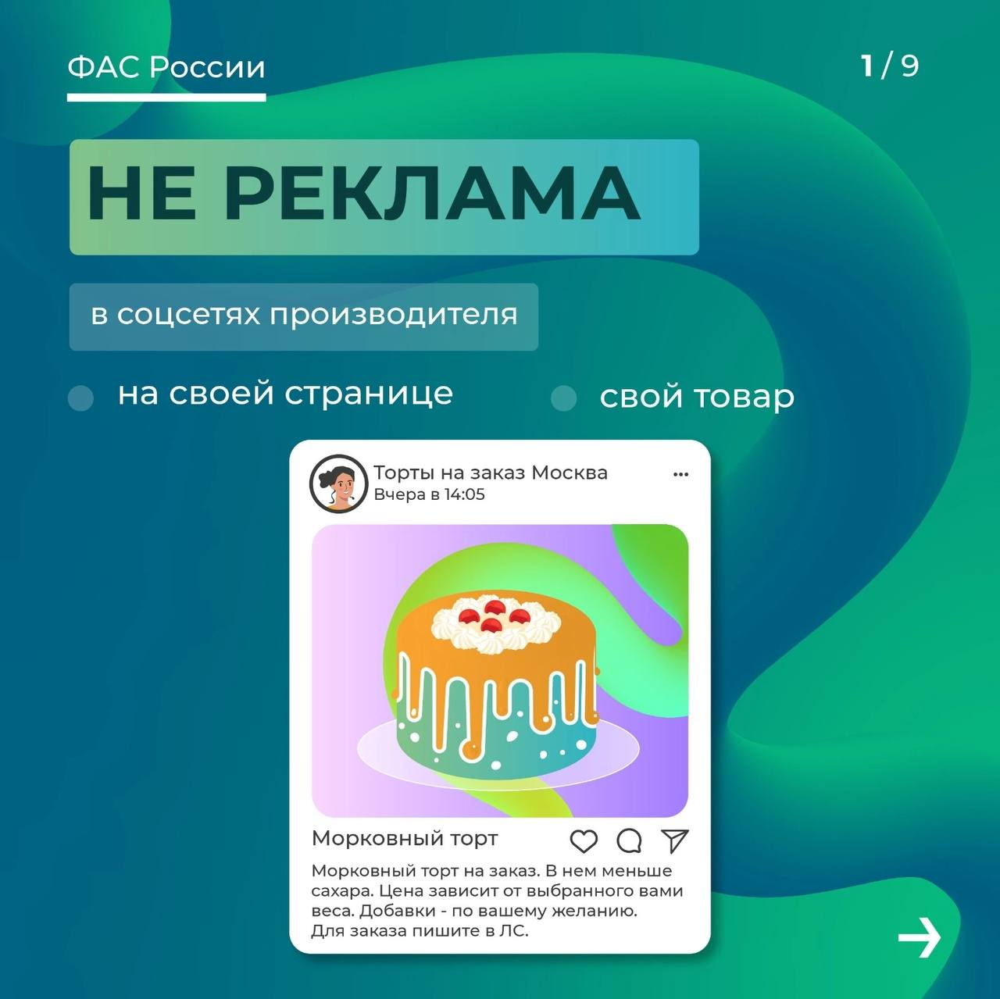 ФАС России
1 / 9
НЕ РЕКЛАМА
в соцсетях производителя
на своей странице
свой товар
Торты на заказ Москва
Вчера в 14:05
Морковный торт
Морковный торт на заказ. В нем меньше
сахара. Цена зависит от выбранного вами
веса. Добавки - по вашему желанию.
Для заказа пишите в ЛС.